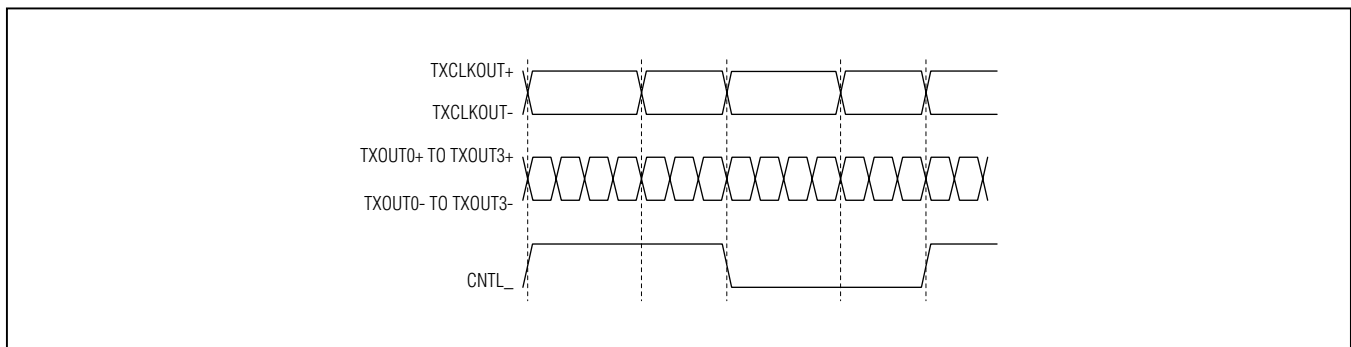 TXCLKOUT+
TXCLKOUT-
TXOUT0+ TO TXOUT3+
TXOUT0- TO TXOUT3-
CNTL_